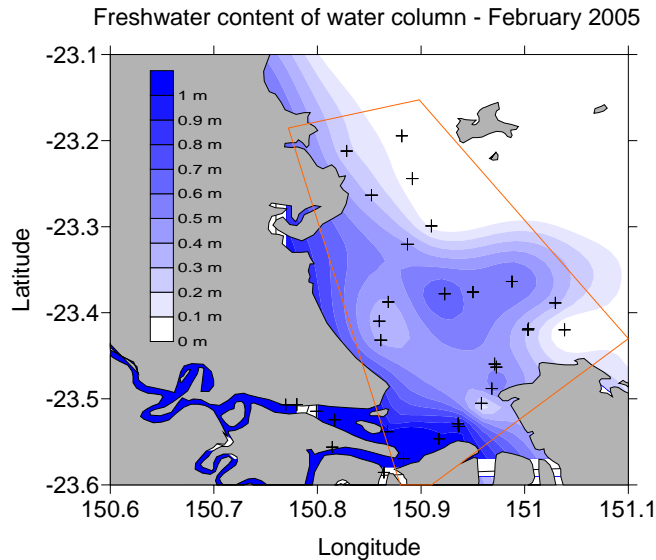 Freshwater content of water column - February 2005
-23.1
-23.2
-23.3
-23.4
-23.5
-23.6
Latitude
1 m
0.9 m
0.8 m
0.7 m
0.6 m
0.5 m
0.4 m
0.3 m
0.2 m
0.1 m
0 m
150.6 150.7 150.8 150.9 151 151.1
Longitude